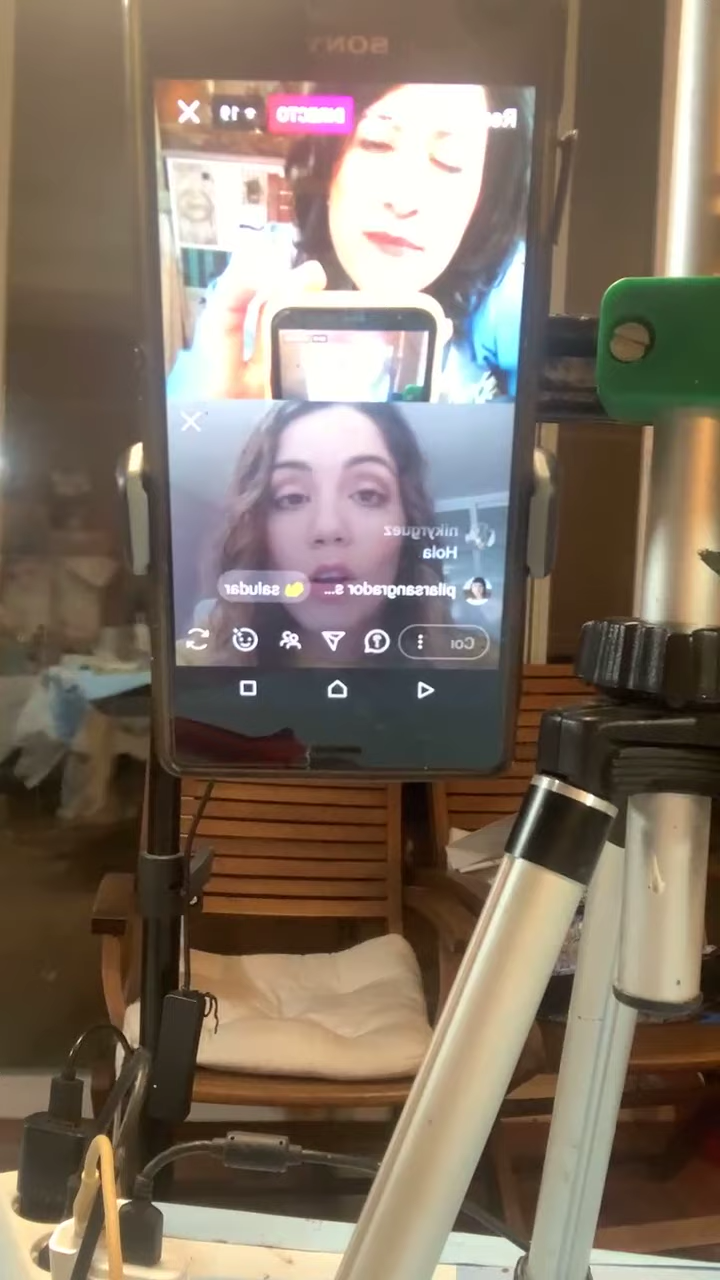 SONY
19 DIRECTO
nikyrguez
Hola
pilarsangrador s... 👋 saludar